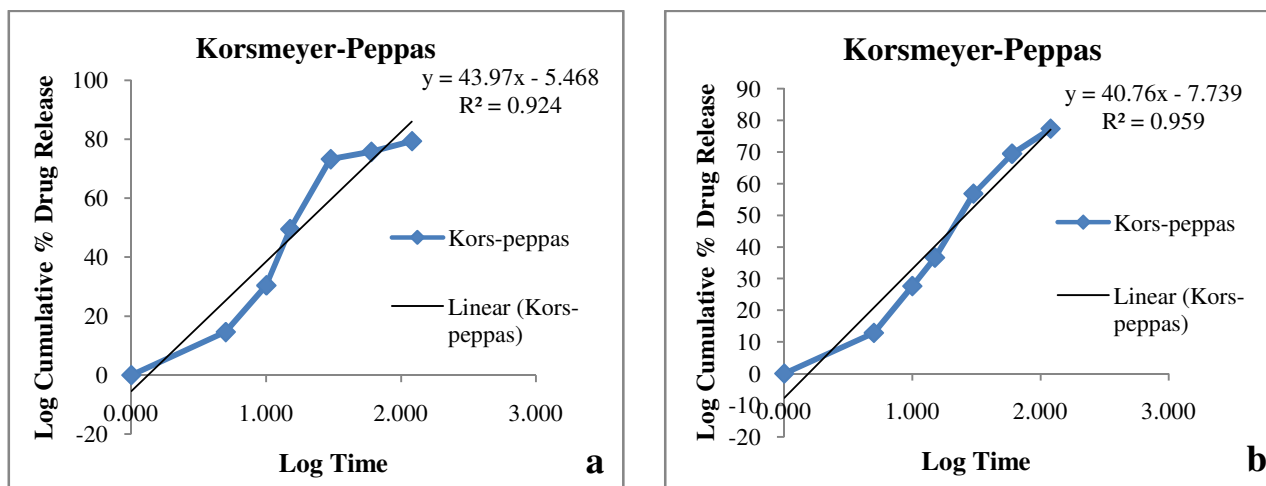 Korsmeyer-Peppas
y = 43.97x - 5.468
R² = 0.924
Log Cumulative % Drug Release
100
80
60
40
20
0
-20
0.000
1.000
2.000
3.000
Log Time
Kors-peppas
Linear (Kors-
peppas)
a
Korsmeyer-Peppas
y = 40.76x - 7.739
R² = 0.959
Log Cumulative % Drug Release
90
80
70
60
50
40
30
20
10
0
-10
-20
0.000
1.000
2.000
3.000
Log Time
Kors-peppas
Linear (Kors-
peppas)
b